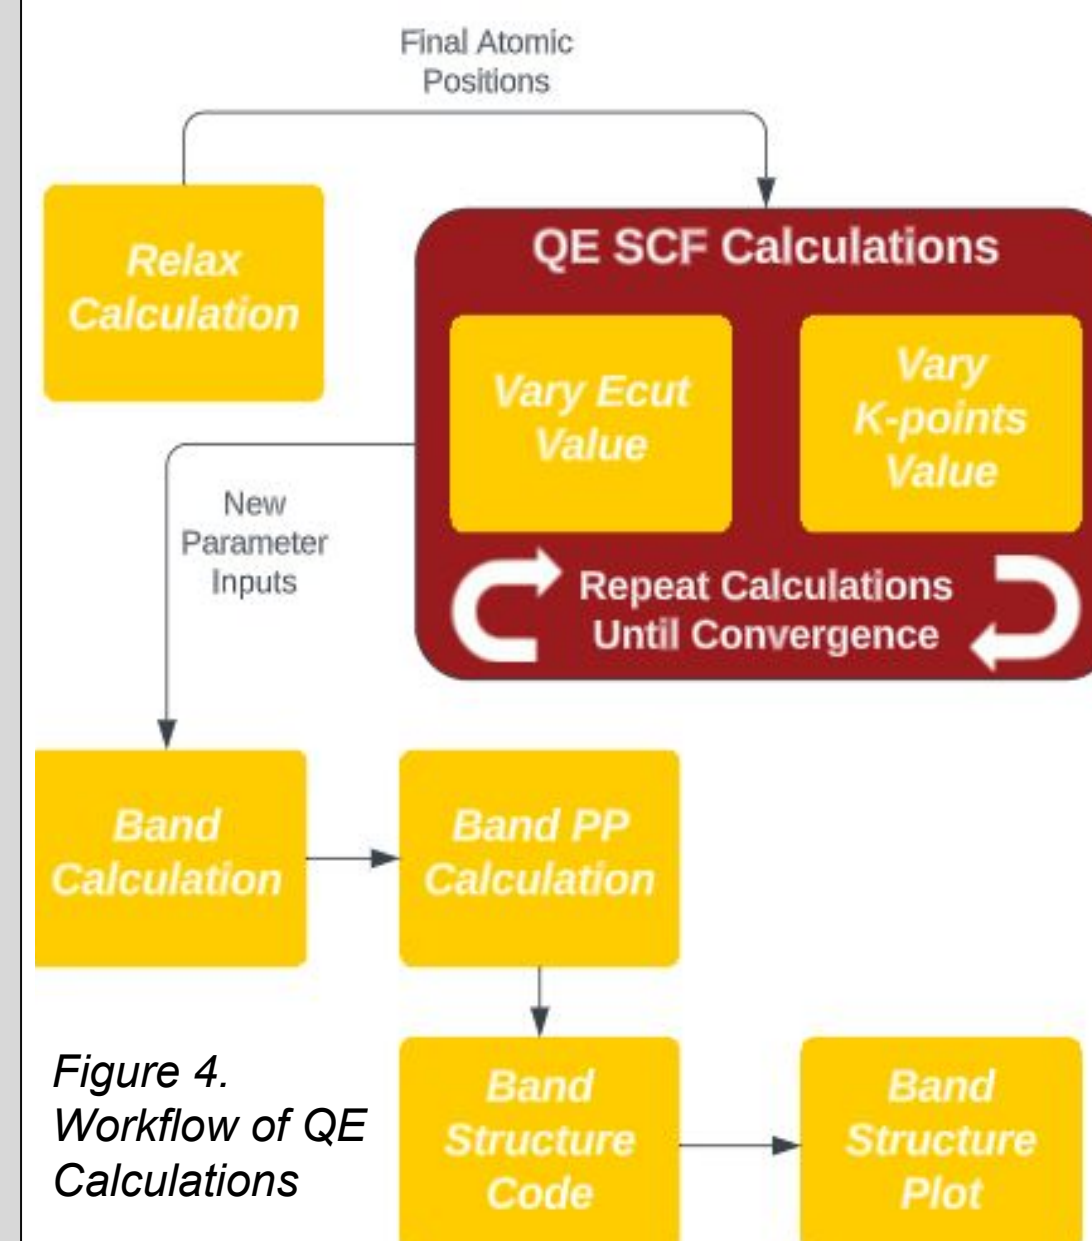 Final Atomic
Positions
Relax
Calculation
QE SCF Calculations
Vary Ecut
Value
Vary
K-points
Value
Repeat Calculations
Until Convergence
New
Parameter
Inputs
Band
Calculation
Band PP
Calculation
Band
Structure
Code
Band
Structure
Plot
Figure 4.
Workflow of QE
Calculations